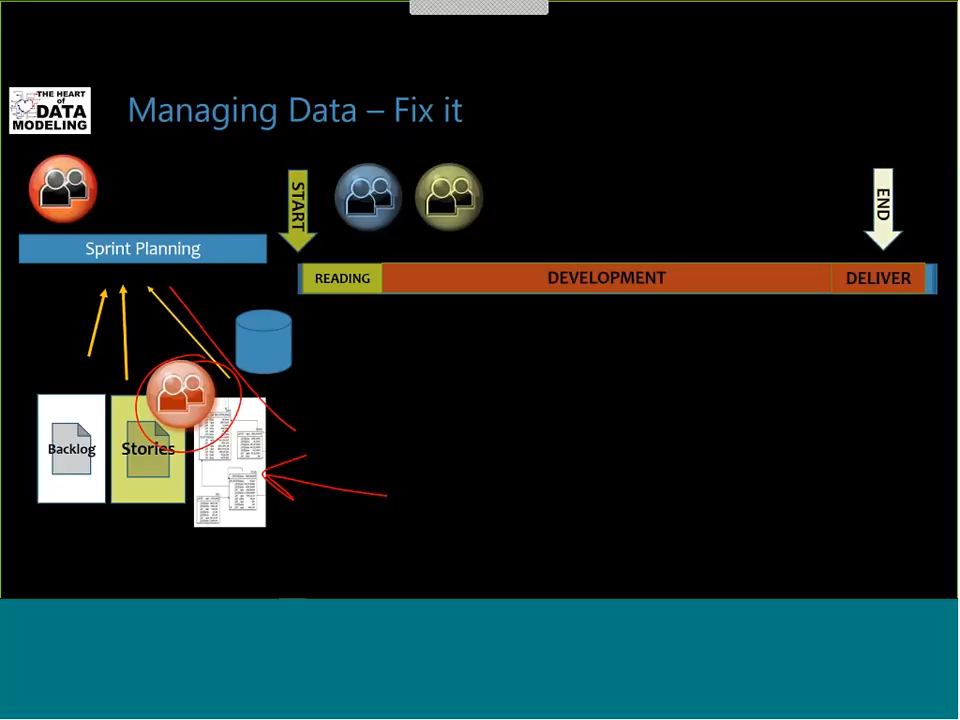 THE HEART
of
DATA
MODELING
Managing Data – Fix it
START
END
Sprint Planning
READING
DEVELOPMENT
DELIVER
Backlog
Stories